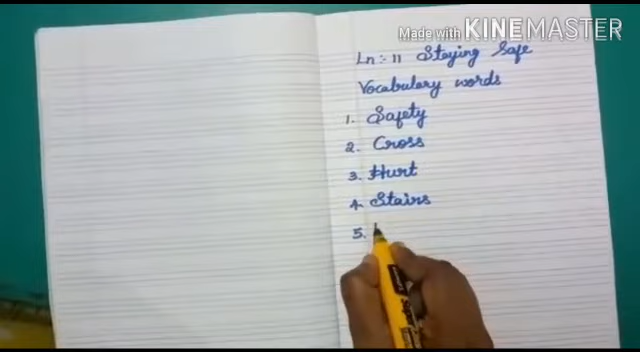 Made with KINEMASTER
Ln :- 11 Staying Safe
Vocabulary words
1. Safety
2. Cross
3. Hurt
4. Stairs
5.